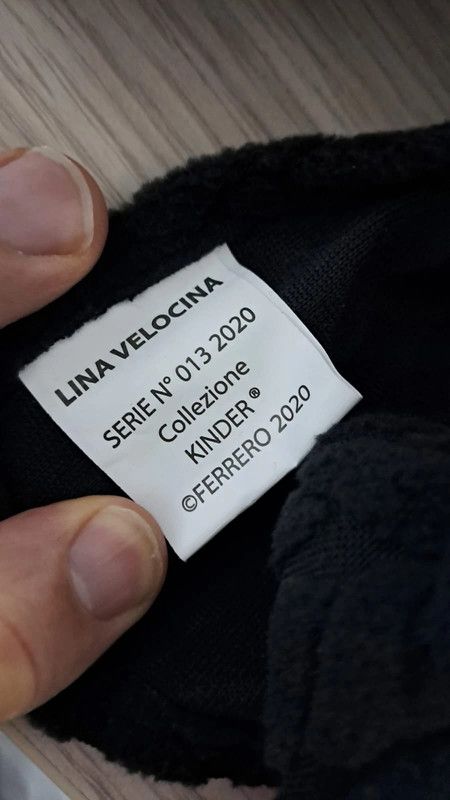 LINA VELOCINA
SERIE N° 013 2020
Collezione
KINDER®
©FERRERO 2020